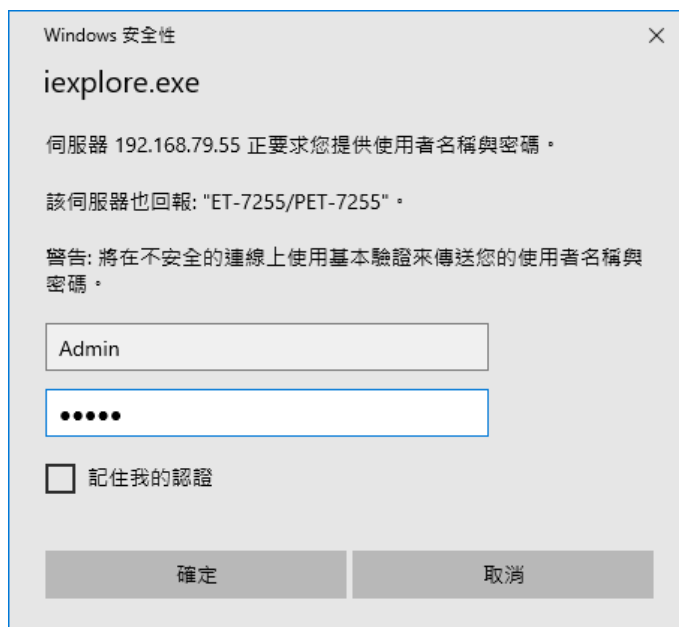 Windows 安全性
iexplore.exe
伺服器 192.168.79.55 正要求您提供使用者名稱與密碼。
該伺服器也回報: "ET-7255/PET-7255"。
警告: 將在不安全的連線上使用基本驗證來傳送您的使用者名稱與
密碼。
Admin
●●●●●
記住我的認證
確定
取消